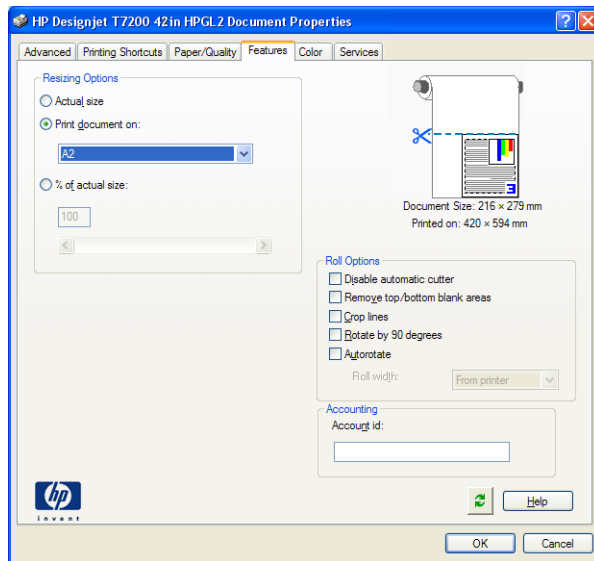 HP Designjet T7200 42in HPGL2 Document Properties
Advanced
Printing Shortcuts
Paper/Quality
Features
Color
Services
Resizing Options
Actual size
Print document on:
A2
% of actual size:
100
3
Document Size: 216 × 279 mm
Printed on: 420 × 594 mm
Roll Options
Disable automatic cutter
Remove top/bottom blank areas
Crop lines
Rotate by 90 degrees
Autorotate
Roll width:
From printer
Accounting
Account id:
hp
invent
Help
OK
Cancel